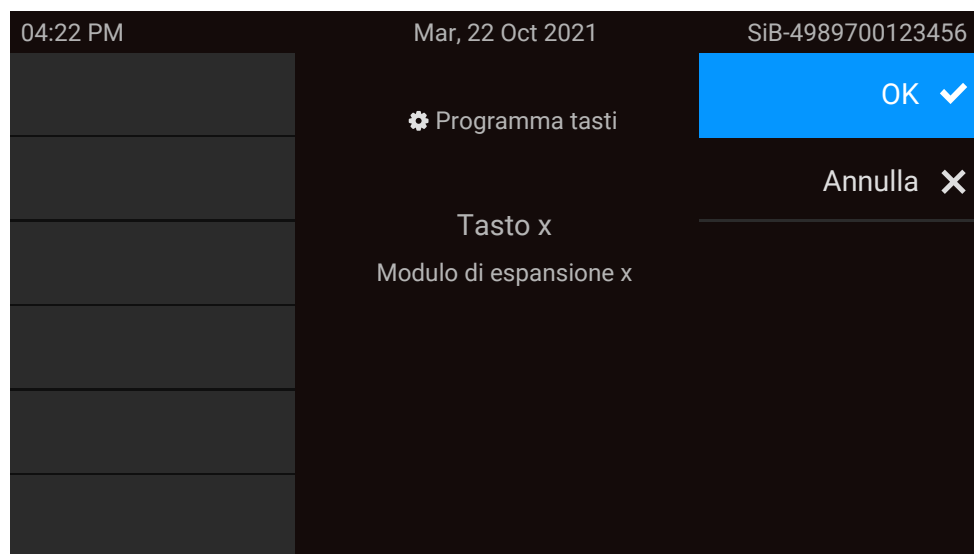 04:22 PM
Mar, 22 Oct 2021
SiB-4989700123456
OK
Programma tasti
Annulla
Tasto x
Modulo di espansione x